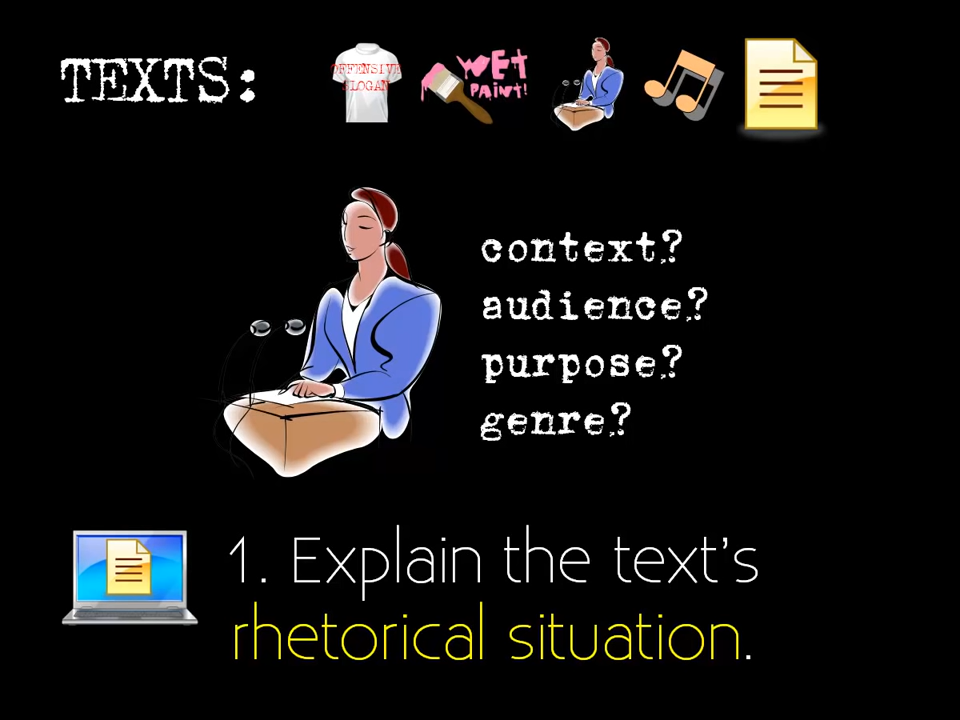 TEXTS:
OFFENSIVE
SLOGAN
WET
PAINT!
context?
audience?
purpose?
genre?
1. Explain the text's
rhetorical situation.